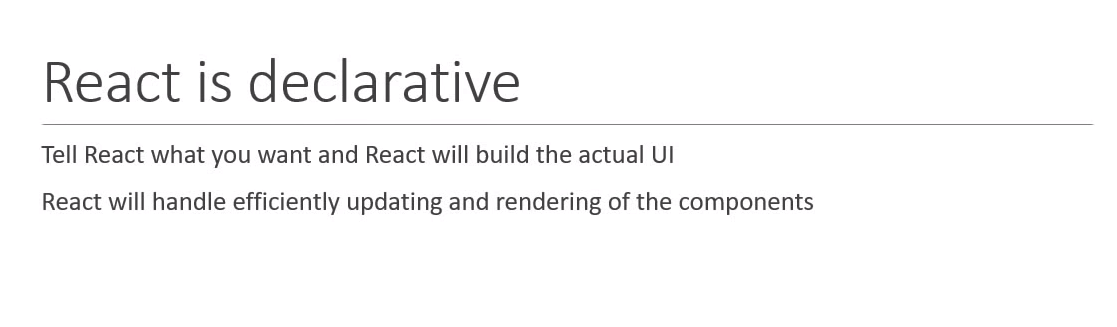 React is declarative
Tell React what you want and React will build the actual UI
React will handle efficiently updating and rendering of the components